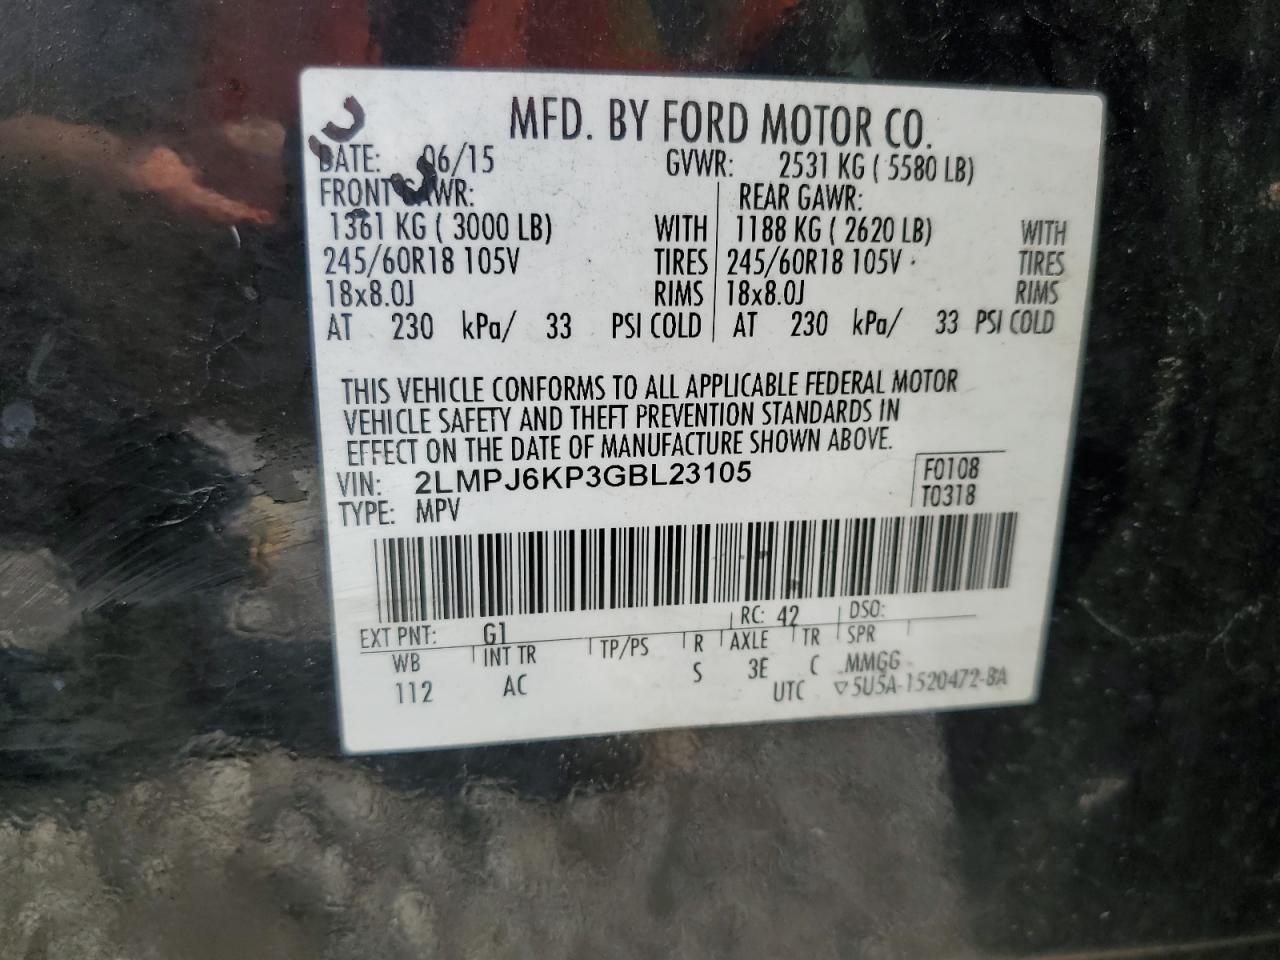 MFD. BY FORD MOTOR CO.
DATE: 06/15 GVWR: 2531 KG ( 5580 LB)
FRONT GAWR: REAR GAWR:
1361 KG ( 3000 LB) WITH 1188 KG ( 2620 LB) WITH
245/60R18 105V TIRES 245/60R18 105V TIRES
18x8.0J RIMS 18x8.0J RIMS
AT 230 kPa/ 33 PSI COLD AT 230 kPa/ 33 PSI COLD
THIS VEHICLE CONFORMS TO ALL APPLICABLE FEDERAL MOTOR
VEHICLE SAFETY AND THEFT PREVENTION STANDARDS IN
EFFECT ON THE DATE OF MANUFACTURE SHOWN ABOVE.
VIN: 2LMPJ6KP3GBL23105 F0108
TYPE: MPV T0318
EXT PNT: G1 RC: 42 DSO:
WB INT TR TP/PS R AXLE TR SPR
112 AC S 3E C MMGG
UTC ▽5U5A-1520472-BA